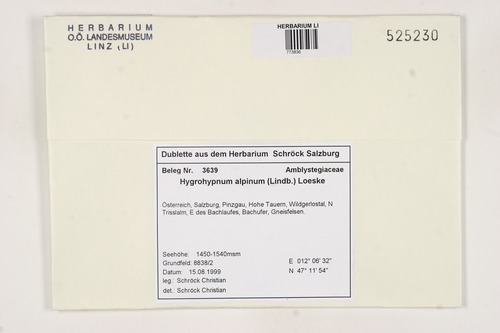 HERBARIUM
O.Ö. LANDESMUSEUM
LINZ (LI)
HERBARIUM LI
773856
525230
Dublette aus dem Herbarium Schröck Salzburg
Beleg Nr. 3639 Amblystegiaceae
Hygrohypnum alpinum (Lindb.) Loeske
Österreich, Salzburg, Pinzgau, Hohe Tauern, Wildgerlostal, N
Trisslalm, E des Bachlaufes, Bachufer, Gneisfelsen.
Seehöhe: 1450-1540msm E 012° 06' 32"
Grundfeld: 8838/2
Datum: 15.08.1999 N 47° 11' 54"
leg.: Schröck Christian
det.: Schröck Christian